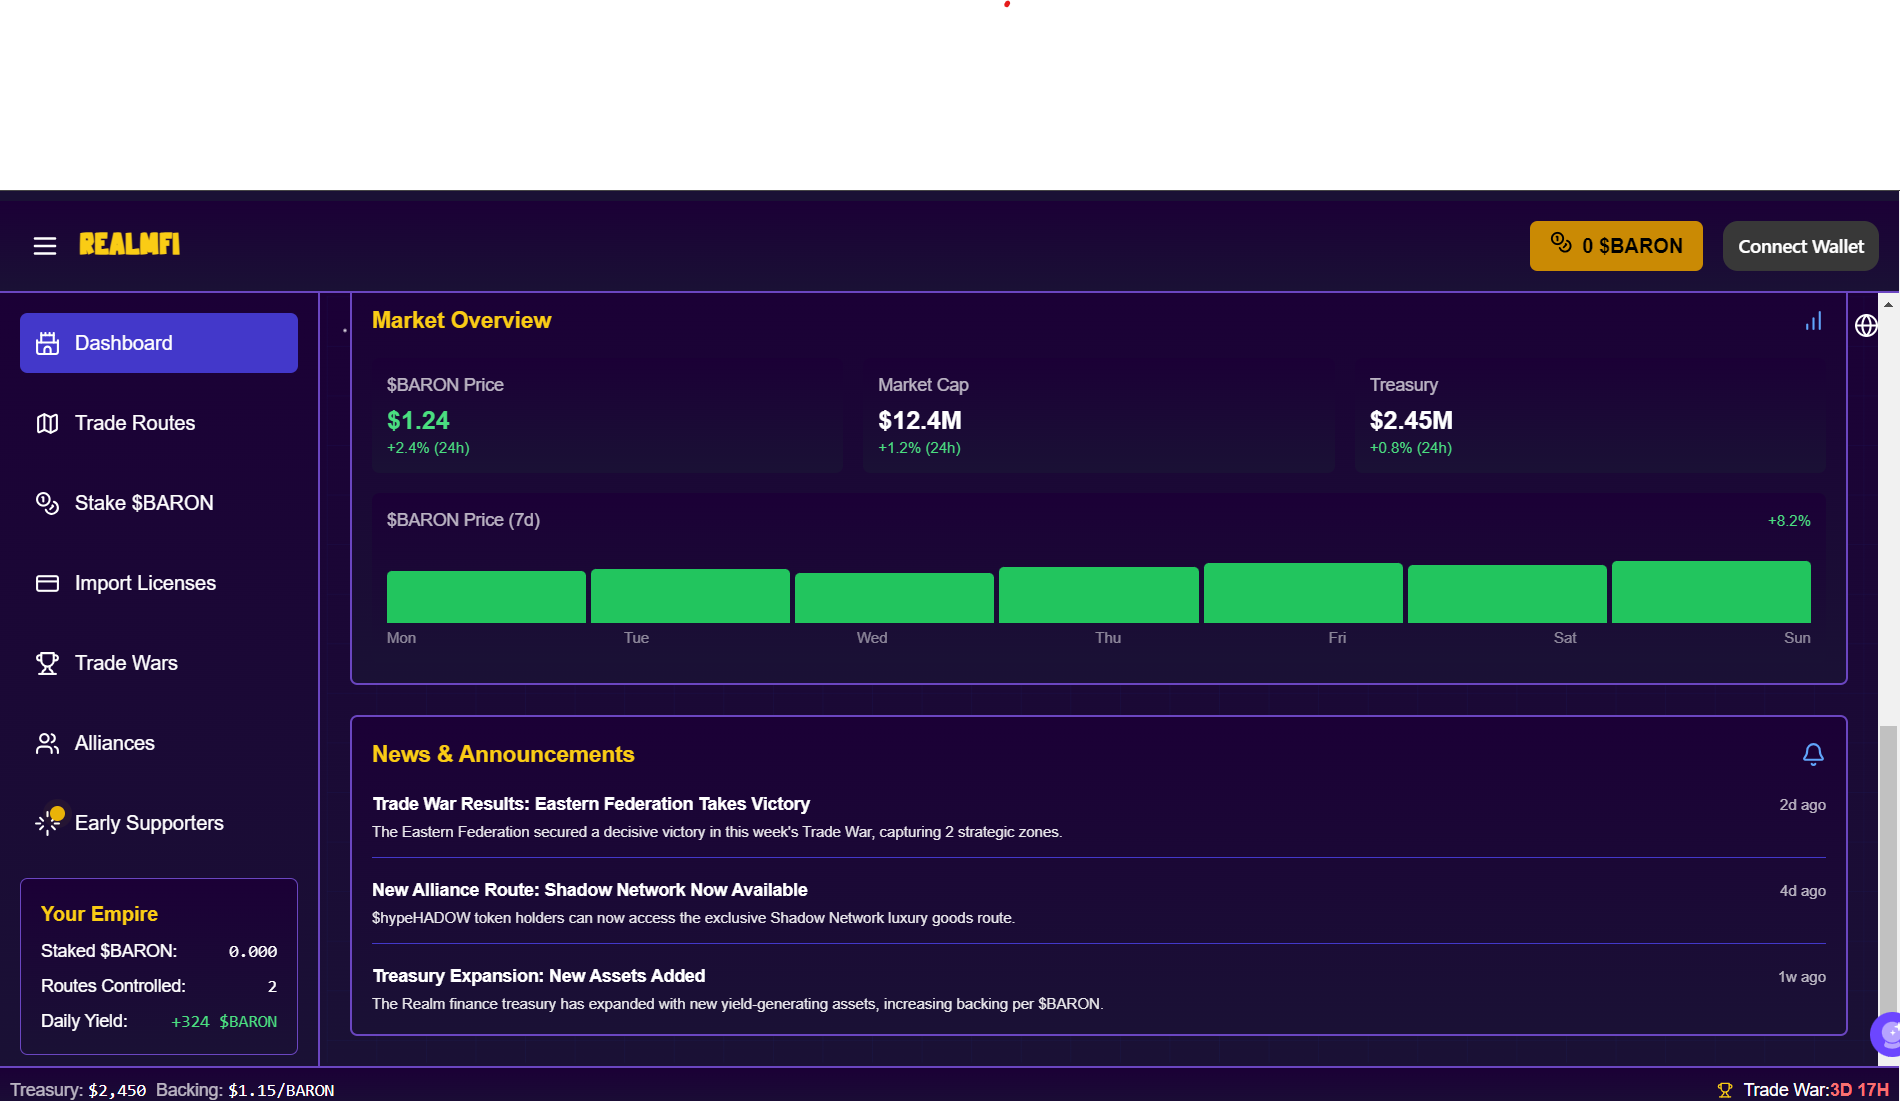 REALMFI
0 $BARON
Connect Wallet
Dashboard
Trade Routes
Stake $BARON
Import Licenses
Trade Wars
Alliances
Early Supporters
Your Empire
Staked $BARON: 0.000
Routes Controlled: 2
Daily Yield: +324 $BARON
Market Overview
$BARON Price
$1.24
+2.4% (24h)
Market Cap
$12.4M
+1.2% (24h)
Treasury
$2.45M
+0.8% (24h)
$BARON Price (7d) +8.2%
Mon Tue Wed Thu Fri Sat Sun
News & Announcements
Trade War Results: Eastern Federation Takes Victory 2d ago
The Eastern Federation secured a decisive victory in this week's Trade War, capturing 2 strategic zones.
New Alliance Route: Shadow Network Now Available 4d ago
$hypeHADOW token holders can now access the exclusive Shadow Network luxury goods route.
Treasury Expansion: New Assets Added 1w ago
The Realm finance treasury has expanded with new yield-generating assets, increasing backing per $BARON.
Treasury: $2,450 Backing: $1.15/BARON
Trade War:3D 17H